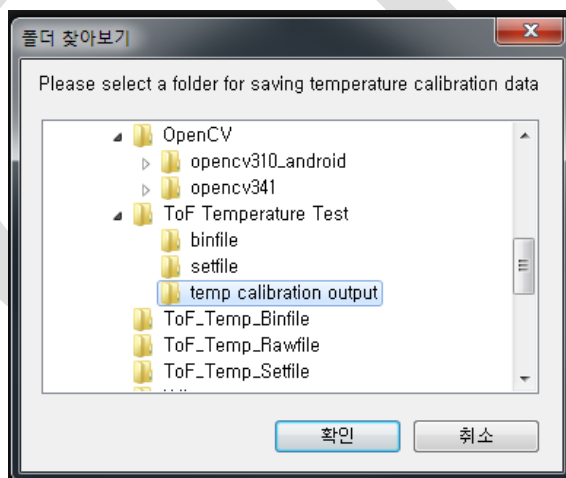 폴더 찾아보기
Please select a folder for saving temperature calibration data
OpenCV
opencv310_android
opencv341
ToF Temperature Test
binfile
setfile
temp calibration output
ToF_Temp_Binfile
ToF_Temp_Rawfile
ToF_Temp_Setfile
확인 취소